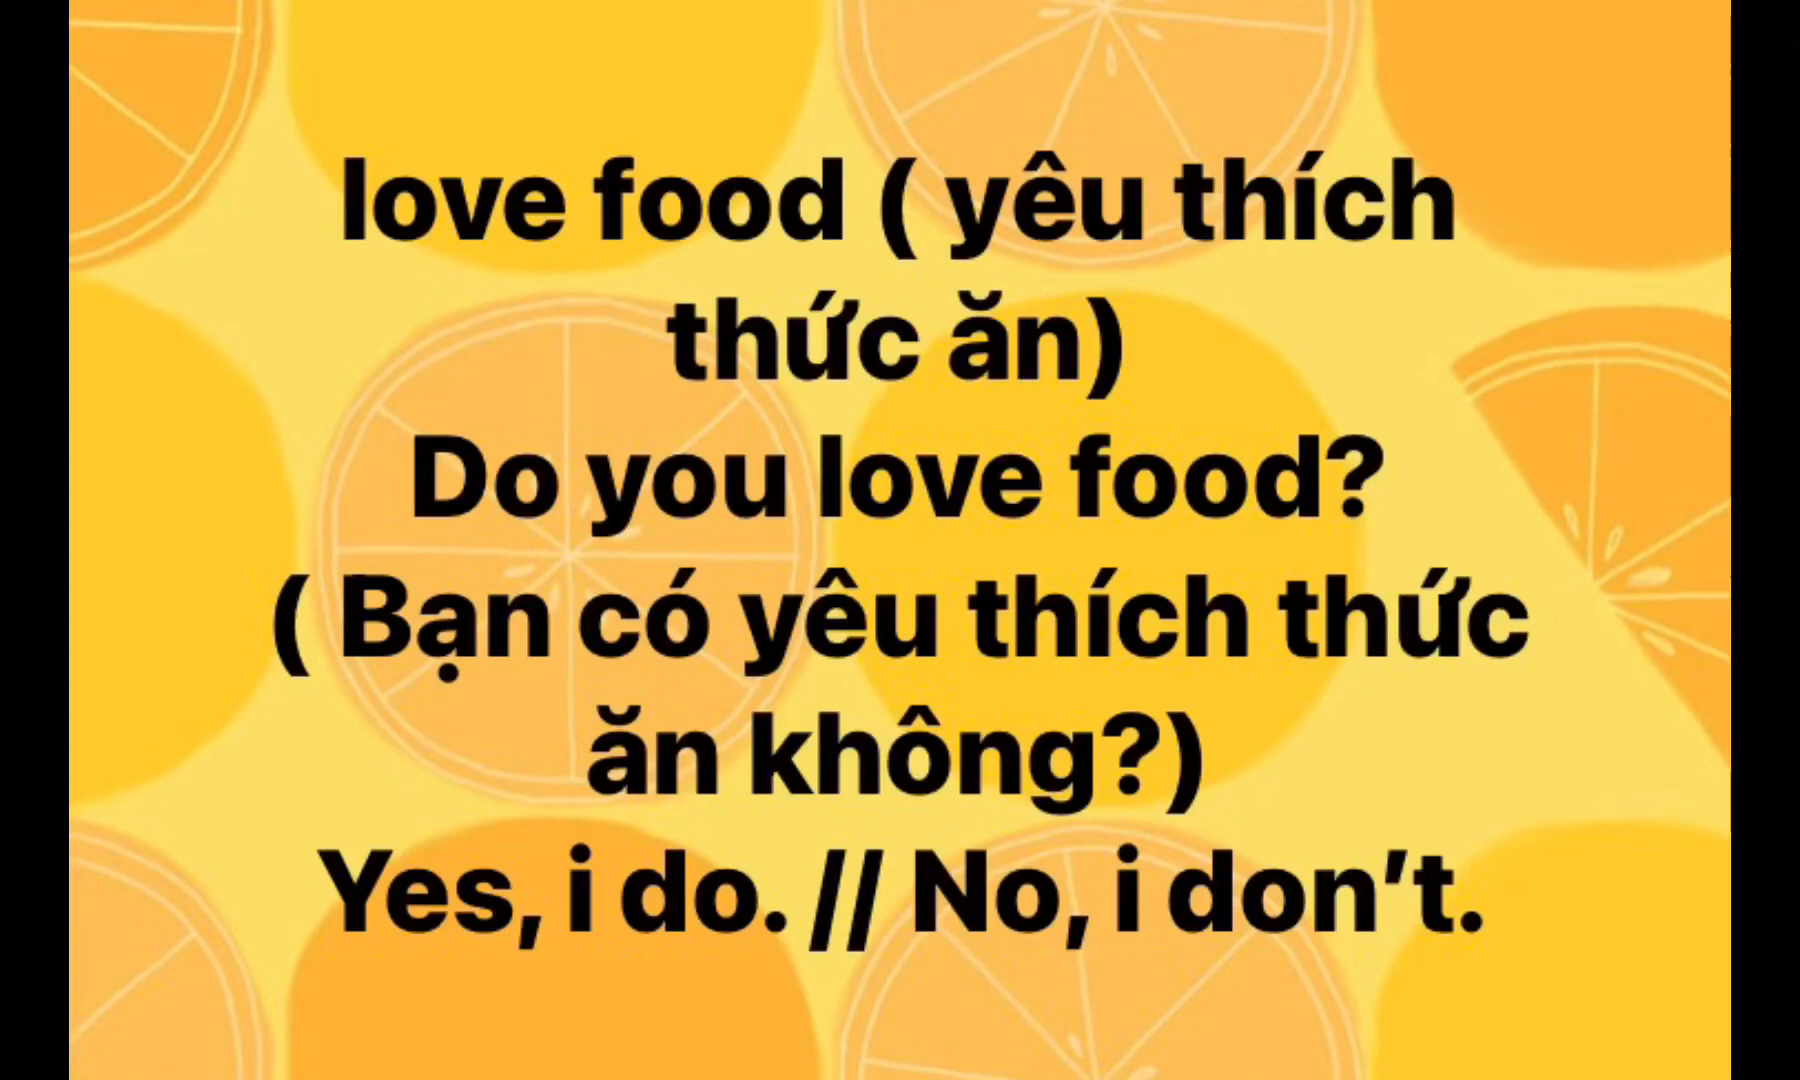 love food ( yêu thích
thức ăn)
Do you love food?
( Bạn có yêu thích thức
ăn không?)
Yes, i do. // No, i don’t.